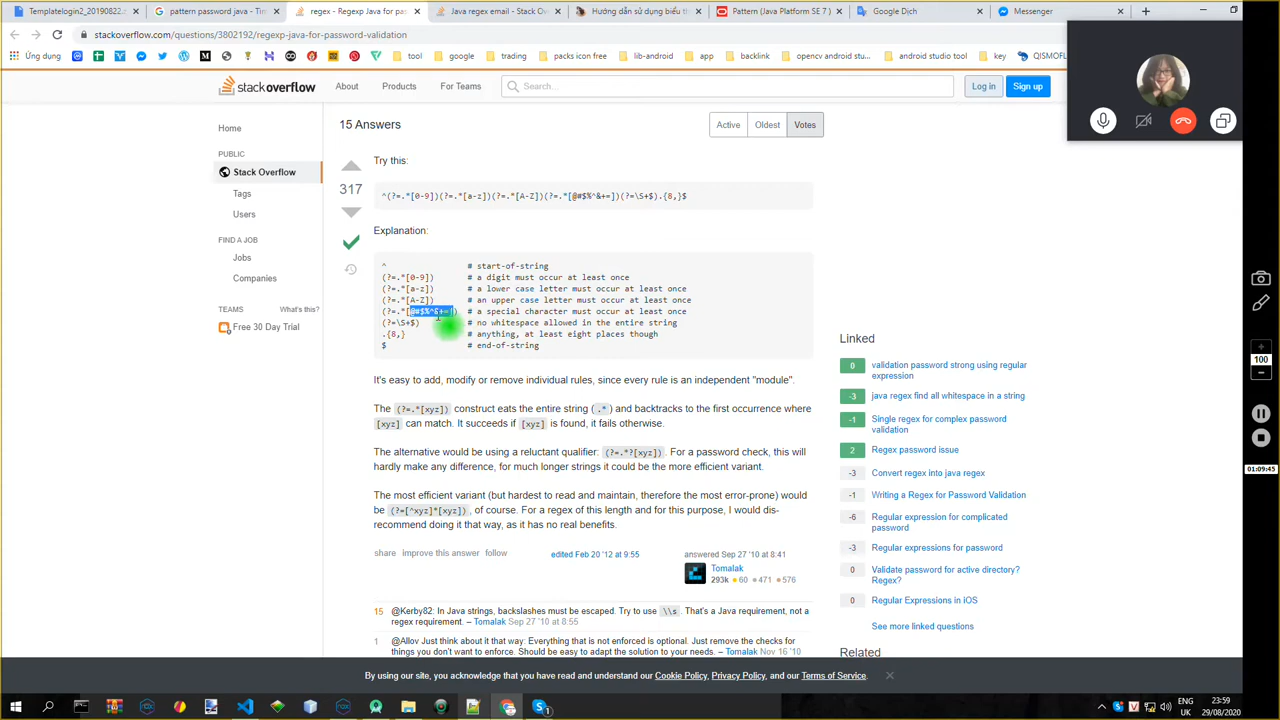 Templatelogin2_20190822.m
pattern password java - Tìm
regex - Regexp Java for pas
Java regex email - Stack Ove
Hướng dẫn sử dụng biểu th
Pattern (Java Platform SE 7 )
Google Dịch
Messenger
stackoverflow.com/questions/3802192/regexp-java-for-password-validation
Ứng dụng
tool
google
trading
packs icon free
lib-android
app
backlink
opencv android stu...
android studio tool
key
QISMOFL
stackoverflow
About
Products
For Teams
Search...
Log in
Sign up
Home
PUBLIC
Stack Overflow
Tags
Users
FIND A JOB
Jobs
Companies
TEAMS
What's this?
Free 30 Day Trial
15 Answers
Active
Oldest
Votes
317
Try this:
^(?=.*[0-9])(?=.*[a-z])(?=.*[A-Z])(?=.*[@#$%^&+=])(?=\S+$).{8,}$
Explanation:
^ # start-of-string
(?=.*[0-9]) # a digit must occur at least once
(?=.*[a-z]) # a lower case letter must occur at least once
(?=.*[A-Z]) # an upper case letter must occur at least once
(?=.*[@#$%^&+=]) # a special character must occur at least once
(?=\S+$) # no whitespace allowed in the entire string
.{8,} # anything, at least eight places though
$ # end-of-string
It's easy to add, modify or remove individual rules, since every rule is an independent "module".
The (?=.*[xyz]) construct eats the entire string (.*) and backtracks to the first occurrence where
[xyz] can match. It succeeds if [xyz] is found, it fails otherwise.
The alternative would be using a reluctant qualifier: (?=.*?[xyz]). For a password check, this will
hardly make any difference, for much longer strings it could be the more efficient variant.
The most efficient variant (but hardest to read and maintain, therefore the most error-prone) would
be (?=[^xyz]*[xyz]), of course. For a regex of this length and for this purpose, I would dis-
recommend doing it that way, as it has no real benefits.
share improve this answer follow
edited Feb 20 '12 at 9:55
answered Sep 27 '10 at 8:41
Tomalak
293k 60 471 576
15 @Kerby82: In Java strings, backslashes must be escaped. Try to use \\s. That's a Java requirement, not a
regex requirement. – Tomalak Sep 27 '10 at 8:55
1 @Allov Just think about it that way: Everything that is not enforced is optional. Just remove the checks for
things you don't want to enforce. Should be easy to adapt the solution to your needs. – Tomalak Nov 16 '10
Linked
0 validation password strong using regular
expression
-3 java regex find all whitespace in a string
-1 Single regex for complex password
validation
2 Regex password issue
-3 Convert regex into java regex
-1 Writing a Regex for Password Validation
-6 Regular expression for complicated
password
-3 Regular expressions for password
0 Validate password for active directory?
Regex?
0 Regular Expressions in iOS
See more linked questions
Related
By using our site, you acknowledge that you have read and understand our Cookie Policy, Privacy Policy, and our Terms of Service.
100
01:09:45
ENG
UK
23:59
29/08/2020